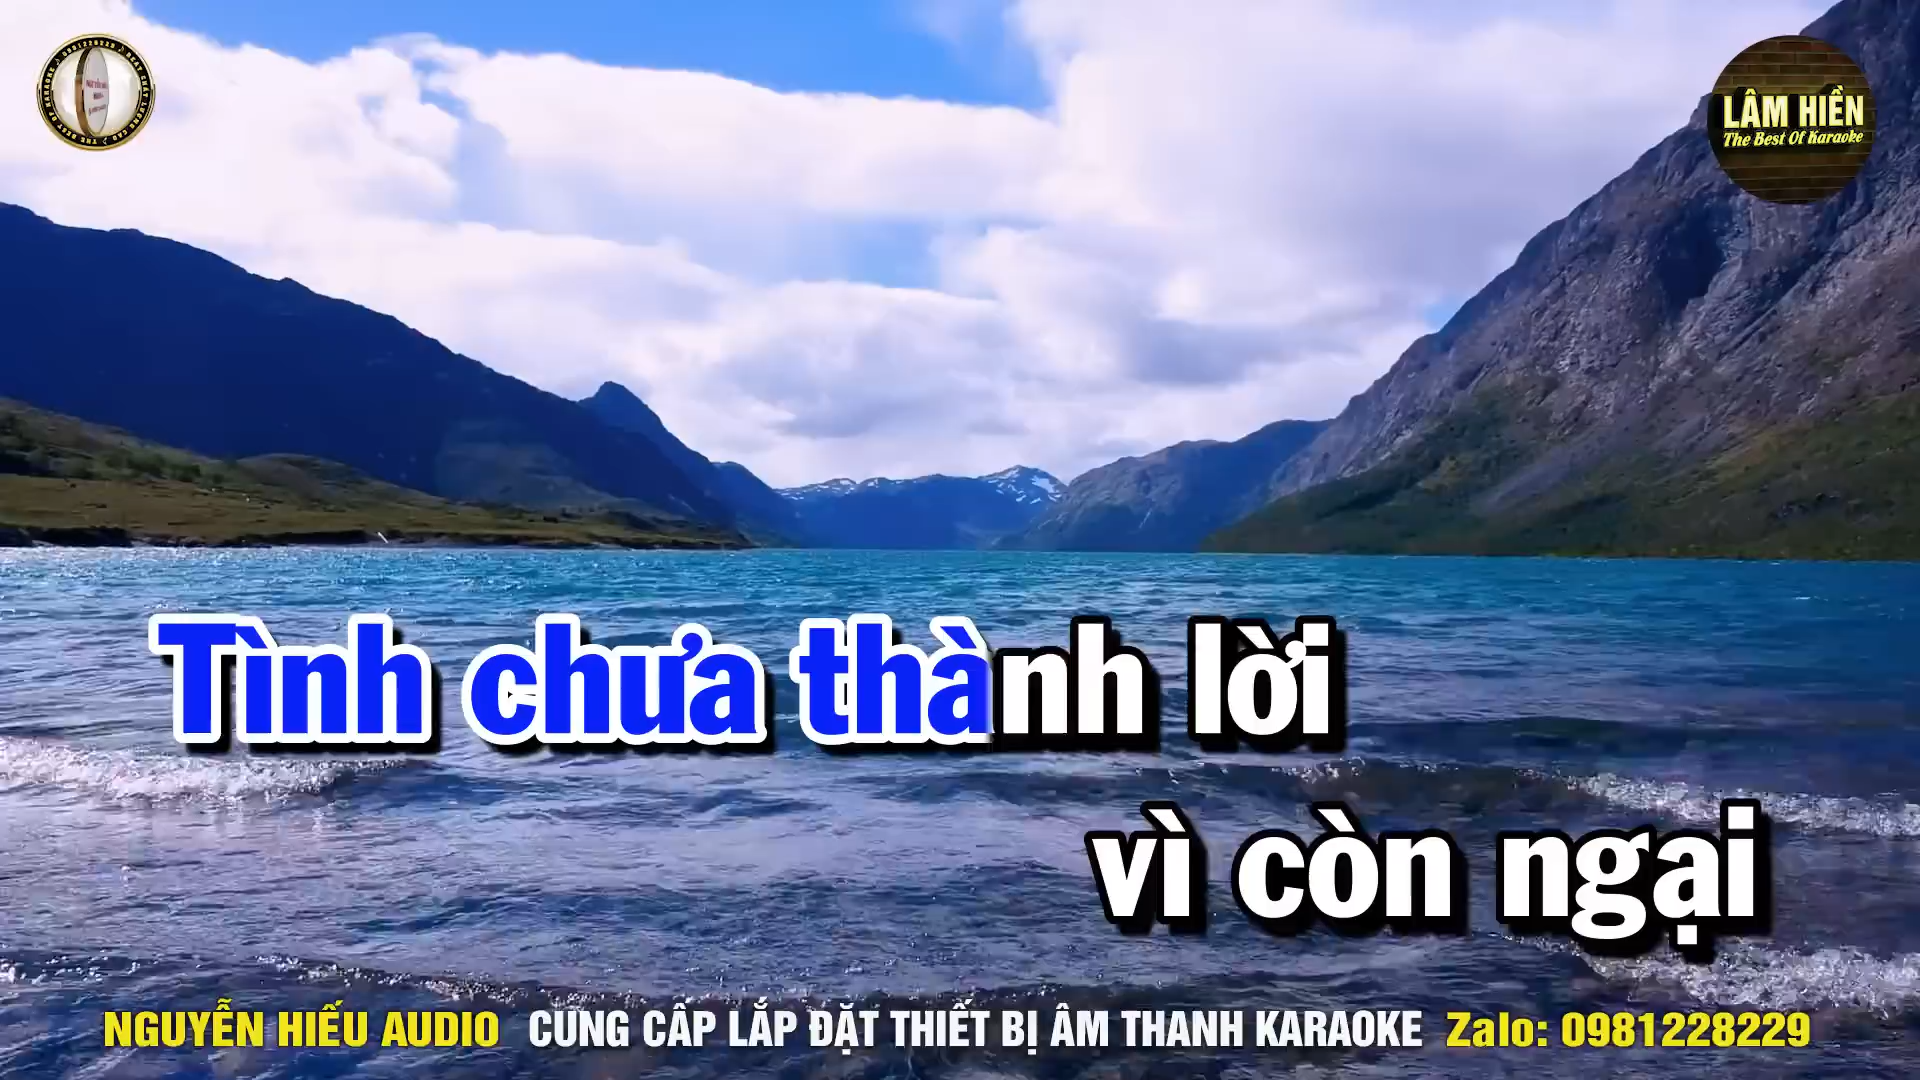 LÂM HIỀN
The Best Of Karaoke
Tình chưa thành lời
vì còn ngại
NGUYỄN HIẾU AUDIO CUNG CẤP LẮP ĐẶT THIẾT BỊ ÂM THANH KARAOKE Zalo: 0981228229